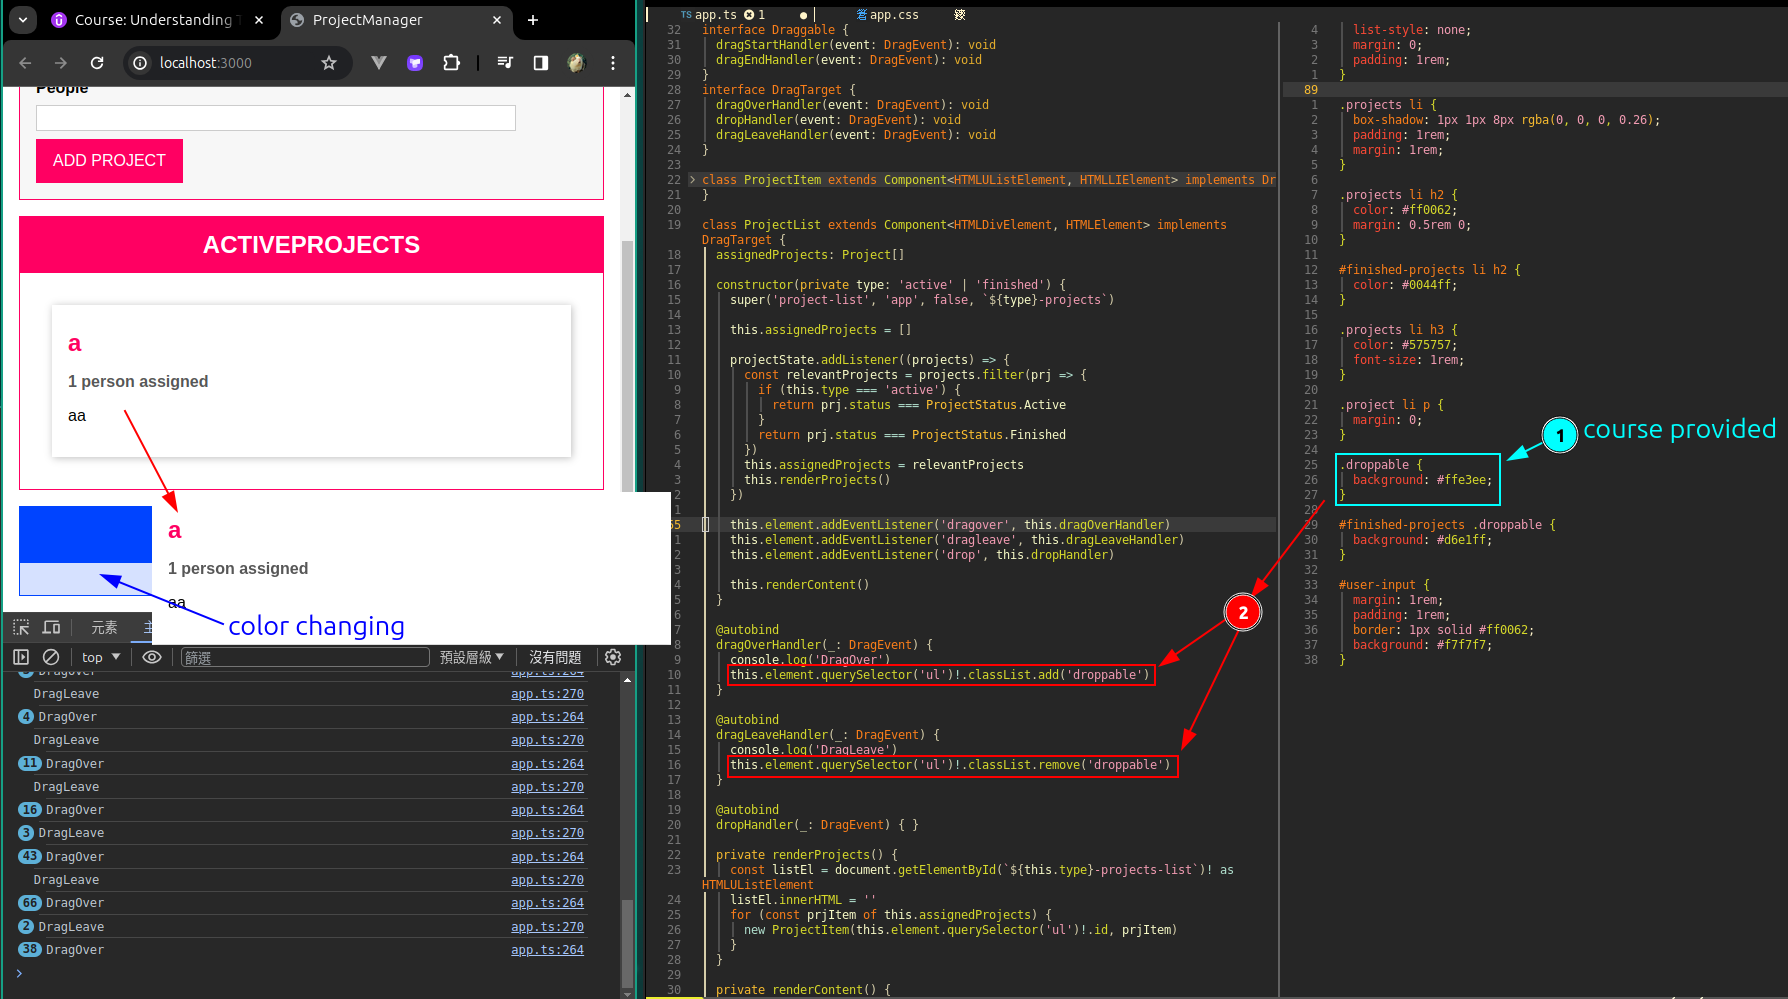 Course: Understanding T
ProjectManager
localhost:3000
People
ADD PROJECT
ACTIVEPROJECTS
a
1 person assigned
aa
a
1 person assigned
aa
color changing
元素
top
篩選
預設層級
沒有問題
DragOver app.ts:264
DragLeave app.ts:270
4 DragOver app.ts:264
DragLeave app.ts:270
11 DragOver app.ts:264
DragLeave app.ts:270
16 DragOver app.ts:264
3 DragLeave app.ts:270
43 DragOver app.ts:264
DragLeave app.ts:270
66 DragOver app.ts:264
2 DragLeave app.ts:270
38 DragOver app.ts:264
>
TS app.ts 1
app.css
32 interface Draggable {
31 dragStartHandler(event: DragEvent): void
30 dragEndHandler(event: DragEvent): void
29 }
28 interface DragTarget {
27 dragOverHandler(event: DragEvent): void
26 dropHandler(event: DragEvent): void
25 dragLeaveHandler(event: DragEvent): void
24 }
23
22 > class ProjectItem extends Component<HTMLUListElement, HTMLLIElement> implements Dr
21 }
20
19 class ProjectList extends Component<HTMLDivElement, HTMLElement> implements
DragTarget {
18 assignedProjects: Project[]
17
16 constructor(private type: 'active' | 'finished') {
15 super('project-list', 'app', false, `${type}-projects`)
14
13 this.assignedProjects = []
12
11 projectState.addListener((projects) => {
10 const relevantProjects = projects.filter(prj => {
9 if (this.type === 'active') {
8 return prj.status === ProjectStatus.Active
7 }
6 return prj.status === ProjectStatus.Finished
5 })
4 this.assignedProjects = relevantProjects
3 this.renderProjects()
2 })
1
5 this.element.addEventListener('dragover', this.dragOverHandler)
1 this.element.addEventListener('dragleave', this.dragLeaveHandler)
2 this.element.addEventListener('drop', this.dropHandler)
3
4 this.renderContent()
5 }
6
7 @autobind
8 dragOverHandler(_: DragEvent) {
9 console.log('DragOver')
10 this.element.querySelector('ul')!.classList.add('droppable')
11 }
12
13 @autobind
14 dragLeaveHandler(_: DragEvent) {
15 console.log('DragLeave')
16 this.element.querySelector('ul')!.classList.remove('droppable')
17 }
18
19 @autobind
20 dropHandler(_: DragEvent) { }
21
22 private renderProjects() {
23 const listEl = document.getElementById(`${this.type}-projects-list`)! as
HTMLUListElement
24 listEl.innerHTML = ''
25 for (const prjItem of this.assignedProjects) {
26 new ProjectItem(this.element.querySelector('ul')!.id, prjItem)
27 }
28 }
29
30 private renderContent() {
2
4 list-style: none;
3 margin: 0;
2 padding: 1rem;
1 }
89
1 .projects li {
2 box-shadow: 1px 1px 8px rgba(0, 0, 0, 0.26);
3 padding: 1rem;
4 margin: 1rem;
5 }
6
7 .projects li h2 {
8 color: #ff0062;
9 margin: 0.5rem 0;
10 }
11
12 #finished-projects li h2 {
13 color: #0044ff;
14 }
15
16 .projects li h3 {
17 color: #575757;
18 font-size: 1rem;
19 }
20
21 .project li p {
22 margin: 0;
23 }
24
25 .droppable {
26 background: #ffe3ee;
27 }
28
29 #finished-projects .droppable {
30 background: #d6e1ff;
31 }
32
33 #user-input {
34 margin: 1rem;
35 padding: 1rem;
36 border: 1px solid #ff0062;
37 background: #f7f7f7;
38 }
1 course provided